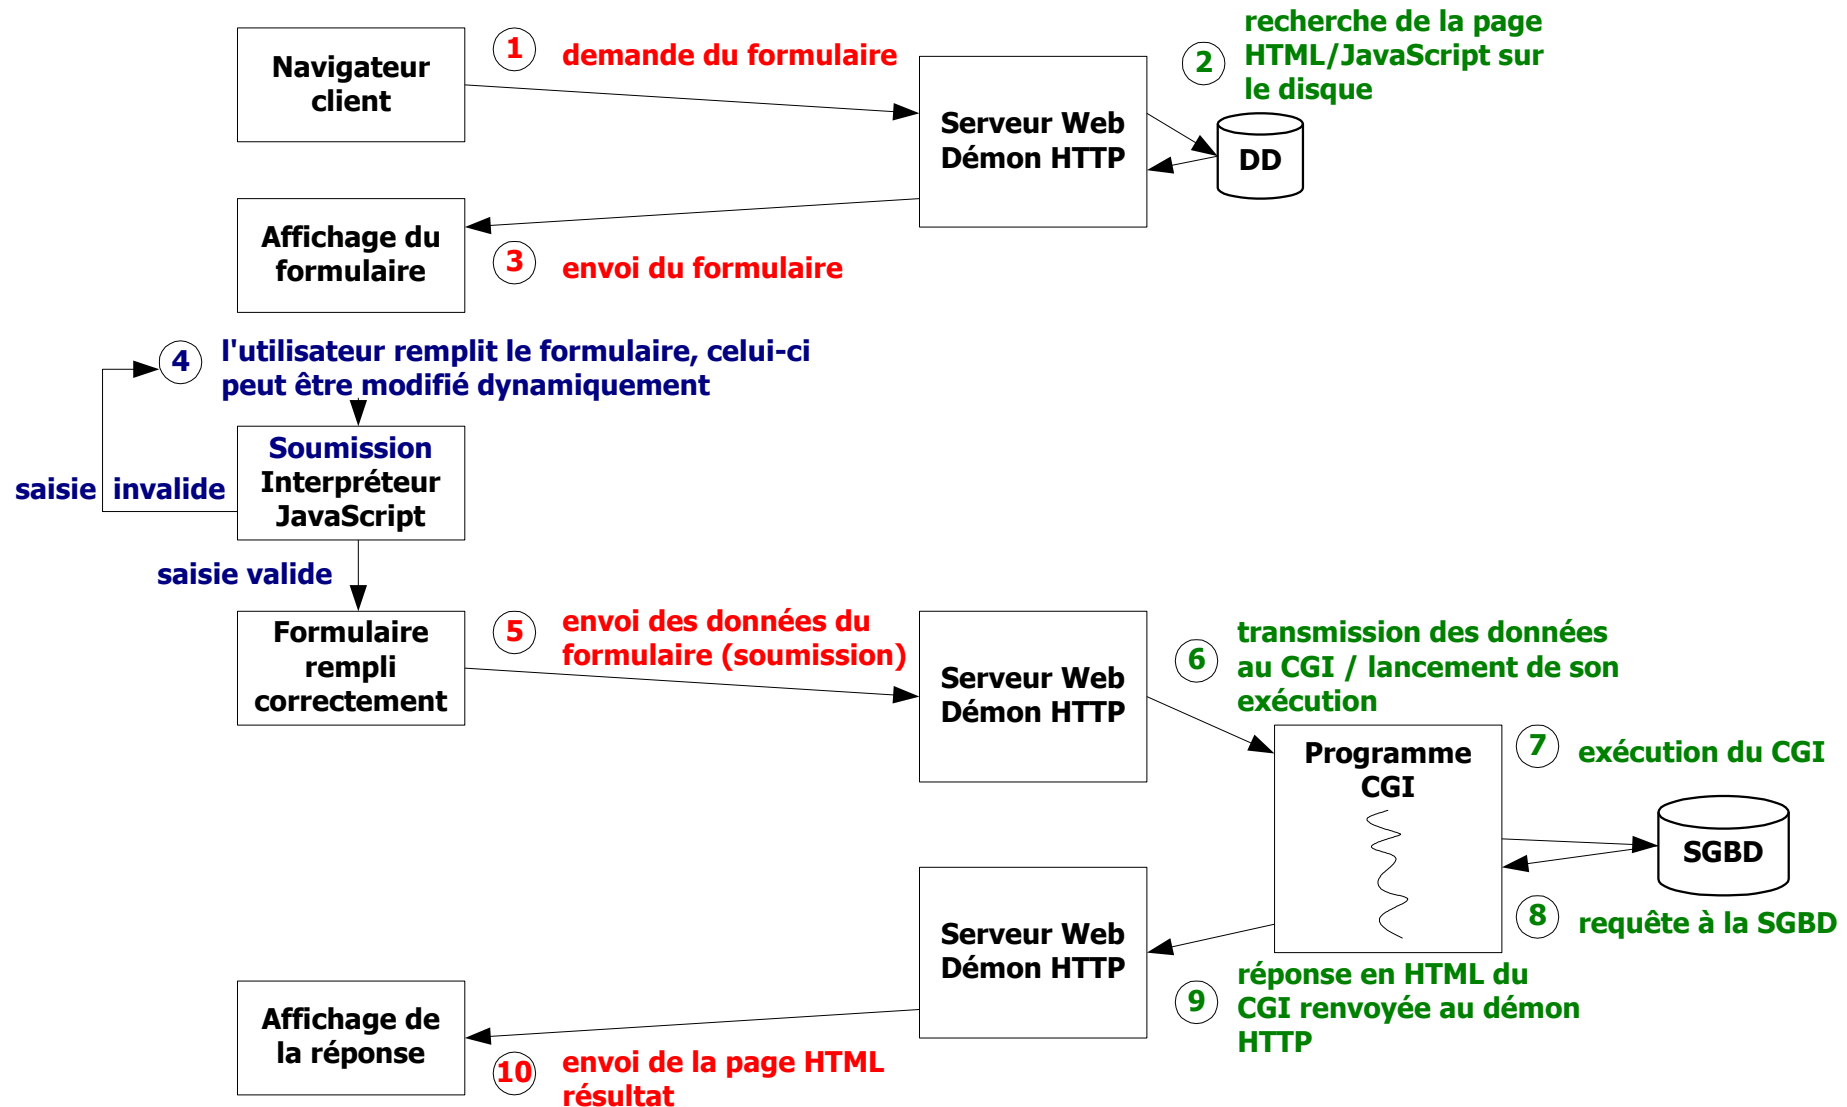 Navigateur
client
1
demande du formulaire
Serveur Web
Démon HTTP
2
recherche de la page
HTML/JavaScript sur
le disque
DD
Affichage du
formulaire
3
envoi du formulaire
4
l'utilisateur remplit le formulaire, celui-ci
peut être modifié dynamiquement
Soumission
Interpréteur
JavaScript
saisie invalide
saisie valide
Formulaire
rempli
correctement
5
envoi des données du
formulaire (soumission)
Serveur Web
Démon HTTP
6
transmission des données
au CGI / lancement de son
exécution
Programme
CGI
7
exécution du CGI
SGBD
8
requête à la SGBD
Serveur Web
Démon HTTP
9
réponse en HTML du
CGI renvoyée au démon
HTTP
Affichage de
la réponse
10
envoi de la page HTML
résultat